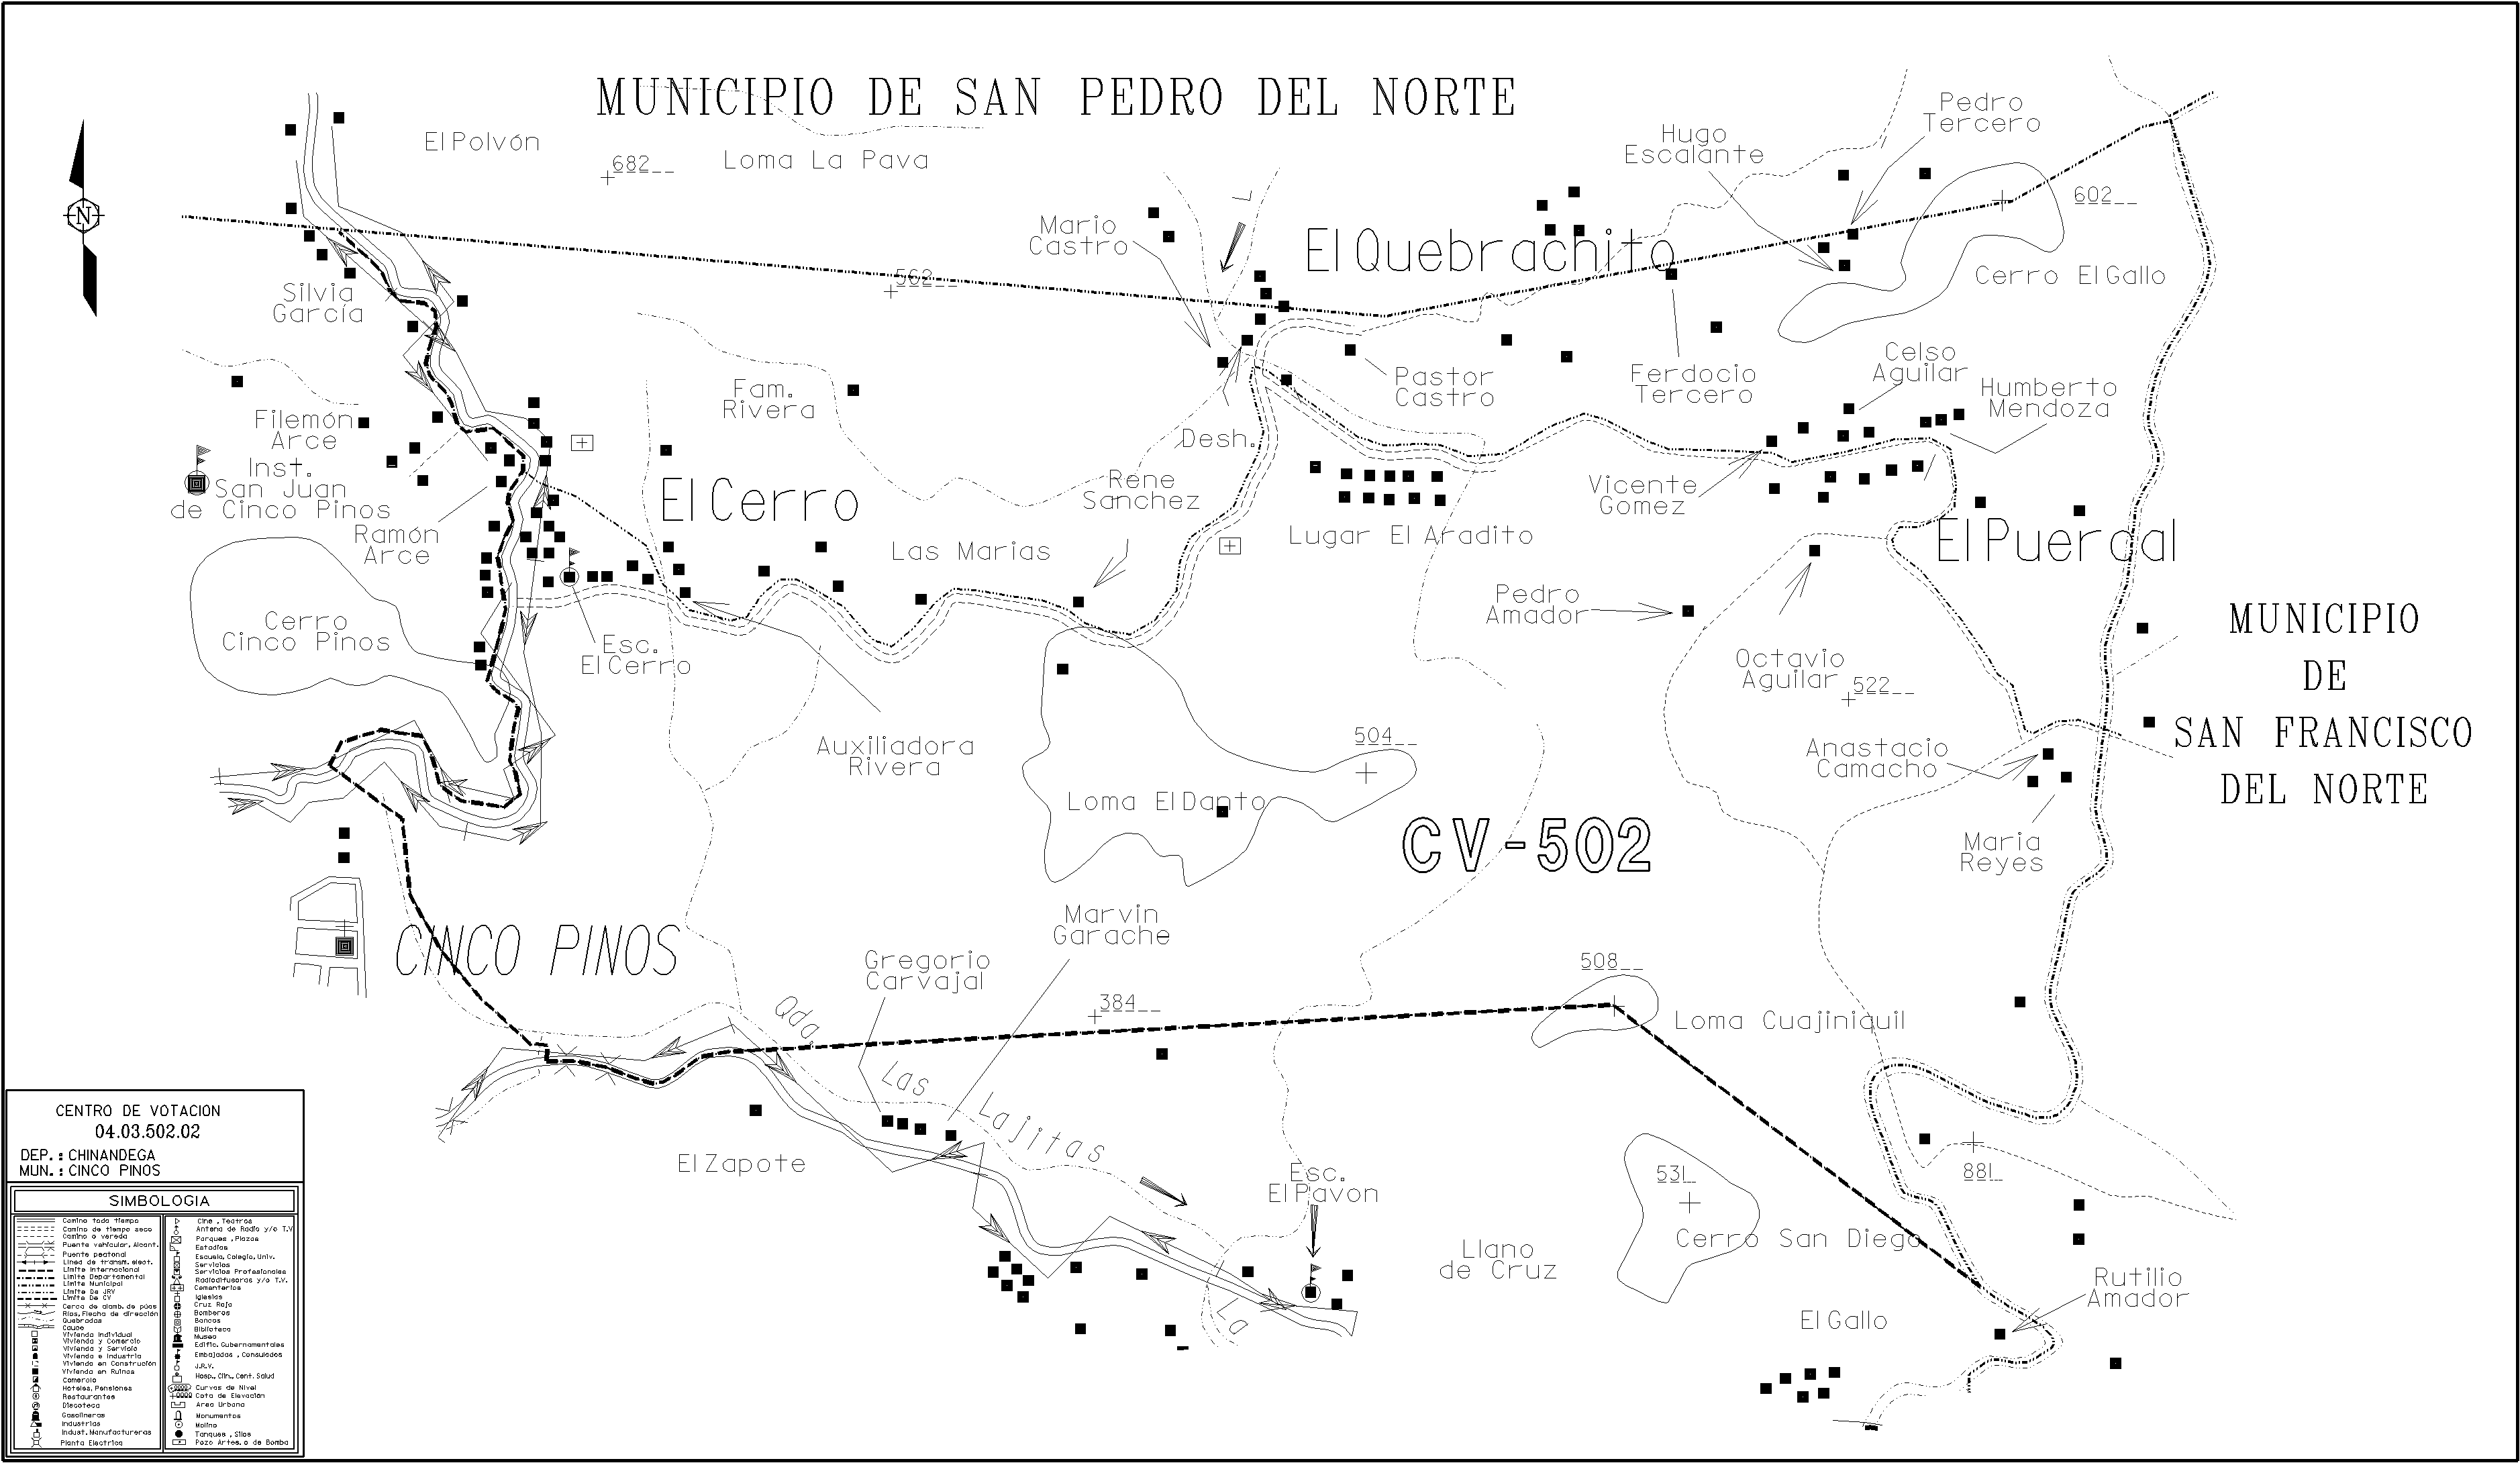 MUNICIPIO DE SAN PEDRO DEL NORTE
El Polvón
682
Loma La Pava
Mario
Castro
Hugo
Escalante
Pedro
Tercero
602
El Quebrachito
Cerro El Gallo
N
562
Silvia
García
Fam.
Rivera
Pastor
Castro
Ferdocio
Tercero
Celso
Aguilar
Humberto
Mendoza
Filemón
Arce
Desh.
Inst.
San Juan
de Cinco Pinos
El Cerro
Rene
Sanchez
Vicente
Gomez
Ramón
Arce
Las Marias
Lugar El Aradito
El Puercal
Pedro
Amador
Cerro
Cinco Pinos
Esc.
El Cerro
Octavio
Aguilar
522
MUNICIPIO
DE
SAN FRANCISCO
DEL NORTE
Auxiliadora
Rivera
504
Anastacio
Camacho
Loma El Danto
CV-502
Maria
Reyes
CINCO PINOS
Marvin
Garache
Gregorio
Carvajal
508
384
Loma Cuajiniquil
Qda.
Las
Lajitas
El Zapote
Esc.
El Pavon
53L
88L
Cerro San Diego
Llano
de Cruz
La
El Gallo
Rutilio
Amador
CENTRO DE VOTACION
04.03.502.02
DEP.: CHINANDEGA
MUN.: CINCO PINOS
SIMBOLOGIA
Camino todo tiempo
Camino de tiempo seco
Camino o vereda
Puente vehicular, Alcant.
Puente peatonal
Linea de transm. elect.
Limite Internacional
Limite Departamental
Limite Municipal
Limite De JRV
Limite De CV
Cerca de alamb. de púas
Rios, Flecha de dirección
Quebradas
Cauce
Vivienda Individual
Vivienda y Comercio
Vivienda y Servicio
Vivienda e Industria
Vivienda en Construcción
Vivienda en Ruinas
Comercio
Hoteles, Pensiones
Restaurantes
Discoteca
Gasolineras
Industrias
Indust. Manufactureras
Planta Electrica
Cine, Teatros
Antena de Radio y/o T.V
Parques, Plazas
Estadios
Escuela, Colegio, Univ.
Servicios
Servicios Profesionales
Radiodifusoras y/o T.V.
Cementerios
Iglesias
Cruz Roja
Bomberos
Bancos
Biblioteca
Museo
Edific. Gubernamentales
Embajadas, Consulados
J.R.V.
Hosp., Clin., Cent. Salud
Curvas de Nivel
Cota de Elevación
Area Urbana
Monumentos
Molino
Tanques, Silos
Pozo Artes. o de Bomba